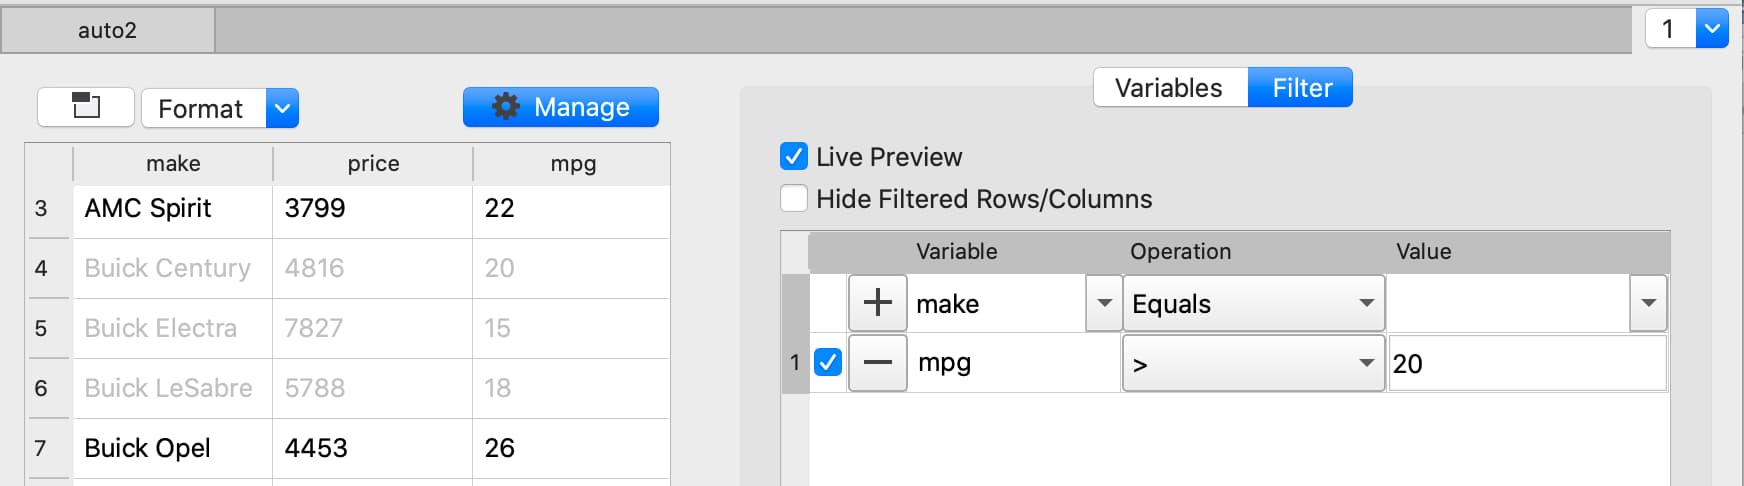 auto2
1
Format
Manage
make price mpg
3 AMC Spirit 3799 22
4 Buick Century 4816 20
5 Buick Electra 7827 15
6 Buick LeSabre 5788 18
7 Buick Opel 4453 26
Variables Filter
Live Preview
Hide Filtered Rows/Columns
Variable Operation Value
+ make Equals
1 − mpg > 20